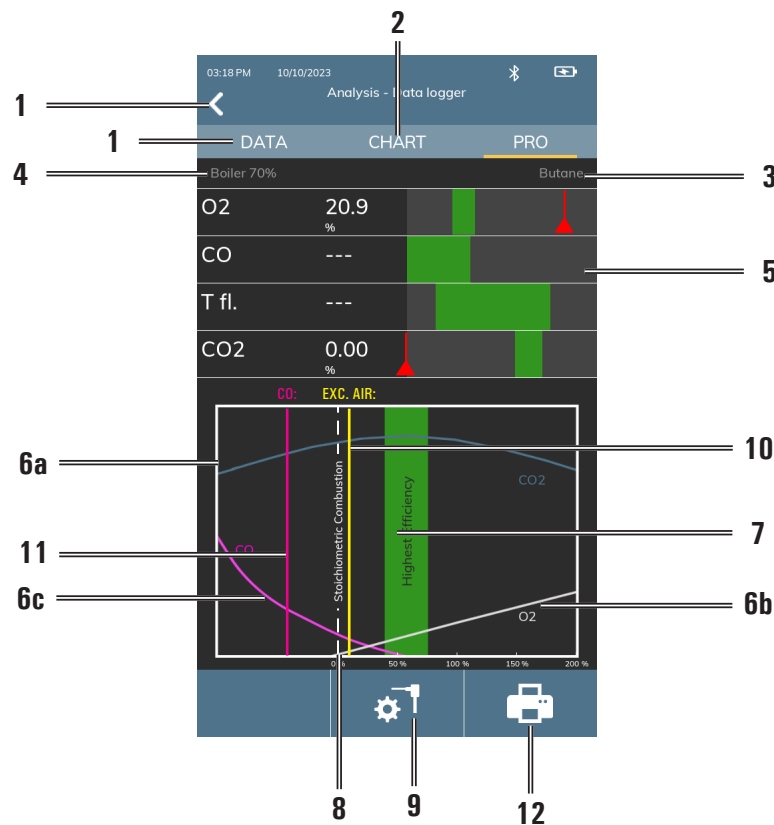 2
03:18 PM 10/10/2023
Analysis - Data logger
1
1 DATA CHART PRO
4 Boiler 70% Butane 3
O2 20.9
%
CO ---
5
T fl. ---
CO2 0.00
%
CO: EXC. AIR:
6a
10
CO2
Stoichiometric Combustion
Highest Efficiency
7
11
CO
6c
6b
O2
0 % 50 % 100 % 150 % 200 %
8
9
12